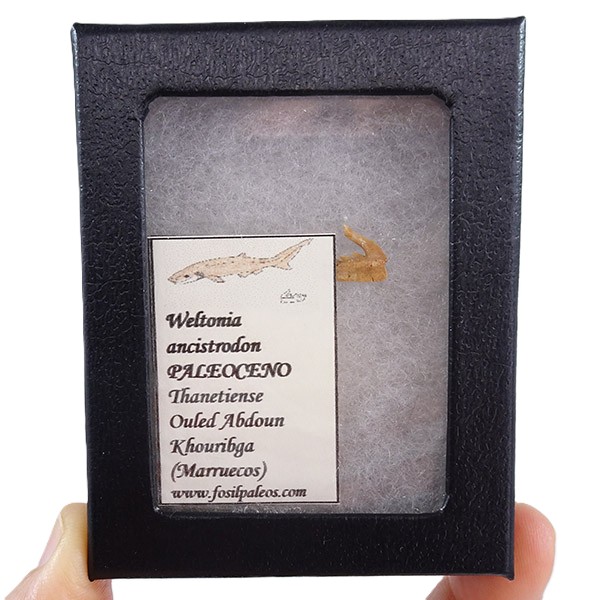 Weltonia
ancistrodon
PALEOCENO
Thanetiense
Ouled Abdoun
Khouribga
(Marruecos)
www.fosilpaleos.com